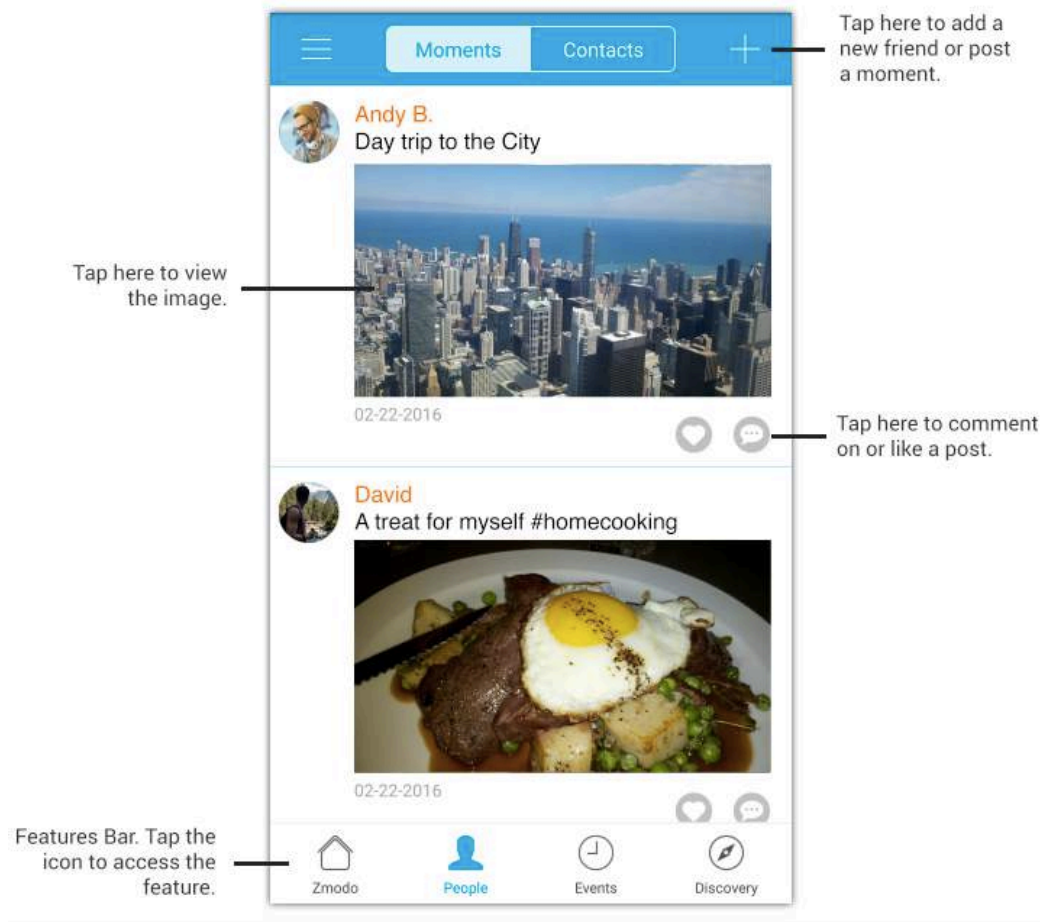 Moments
Contacts
Tap here to add a
new friend or post
a moment.
Andy B.
Day trip to the City
Tap here to view
the image.
02-22-2016
Tap here to comment
on or like a post.
David
A treat for myself #homecooking
02-22-2016
Features Bar. Tap the
icon to access the
feature.
Zmodo
People
Events
Discovery